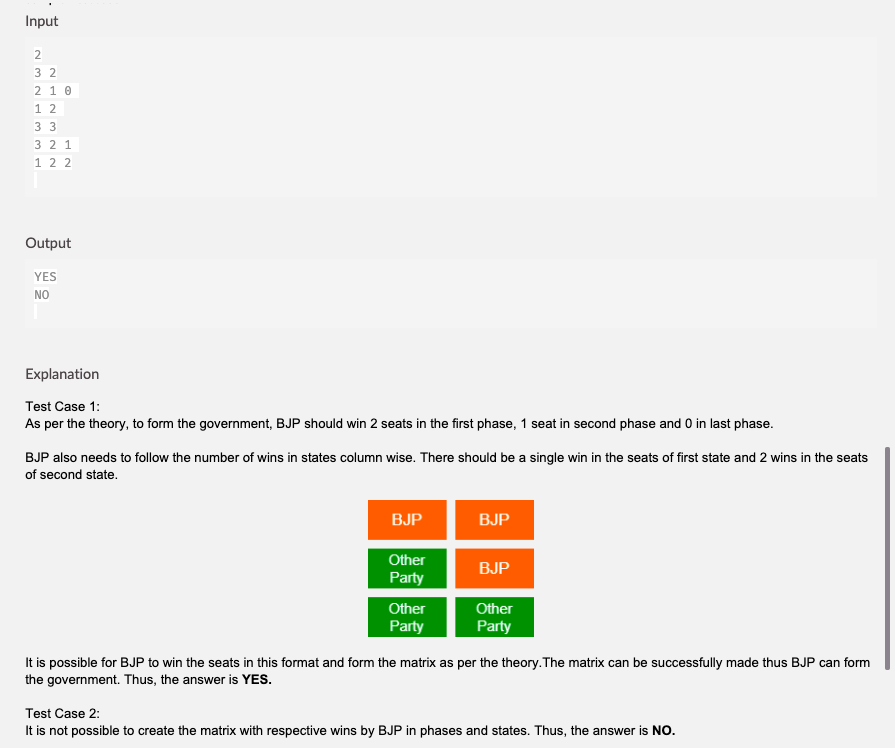 Input
2
3 2
2 1 0
1 2
3 3
3 2 1
1 2 2
Output
YES
NO
Explanation
Test Case 1:
As per the theory, to form the government, BJP should win 2 seats in the first phase, 1 seat in second phase and 0 in last phase.
BJP also needs to follow the number of wins in states column wise. There should be a single win in the seats of first state and 2 wins in the seats
of second state.
BJP BJP
Other Party BJP
Other Party Other Party
It is possible for BJP to win the seats in this format and form the matrix as per the theory.The matrix can be successfully made thus BJP can form
the government. Thus, the answer is YES.
Test Case 2:
It is not possible to create the matrix with respective wins by BJP in phases and states. Thus, the answer is NO.